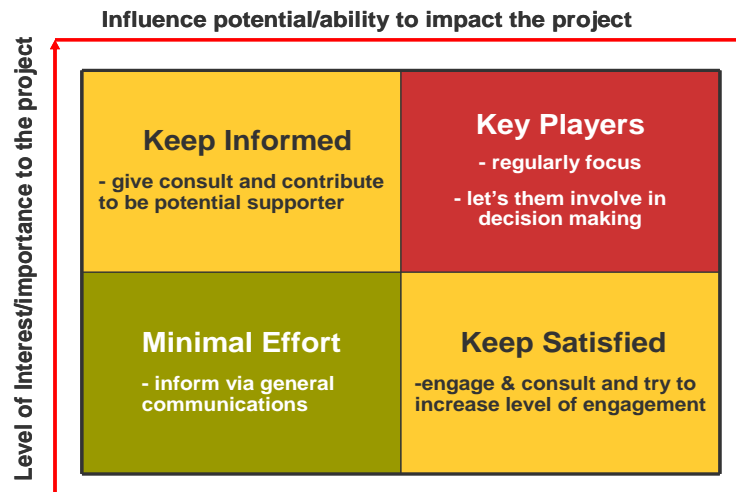 Influence potential/ability to impact the project
Level of Interest/importance to the project
Keep Informed
- give consult and contribute
to be potential supporter
Key Players
- regularly focus
- let's them involve in
decision making
Minimal Effort
- inform via general
communications
Keep Satisfied
-engage & consult and try to
increase level of engagement